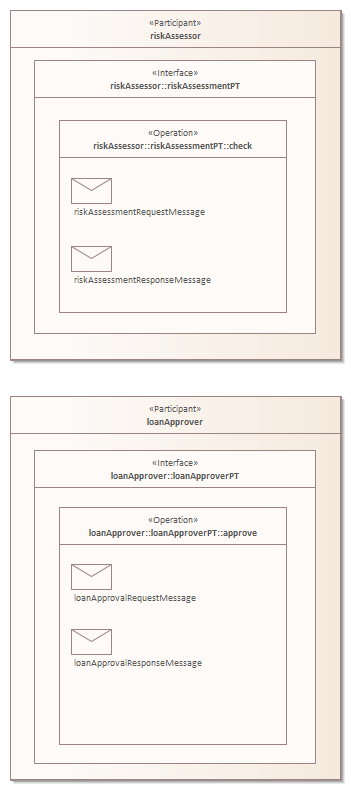 «Participant»
riskAssessor
«Interface»
riskAssessor::riskAssessmentPT
«Operation»
riskAssessor::riskAssessmentPT::check
riskAssessmentRequestMessage
riskAssessmentResponseMessage
«Participant»
loanApprover
«Interface»
loanApprover::loanApproverPT
«Operation»
loanApprover::loanApproverPT::approve
loanApprovalRequestMessage
loanApprovalResponseMessage